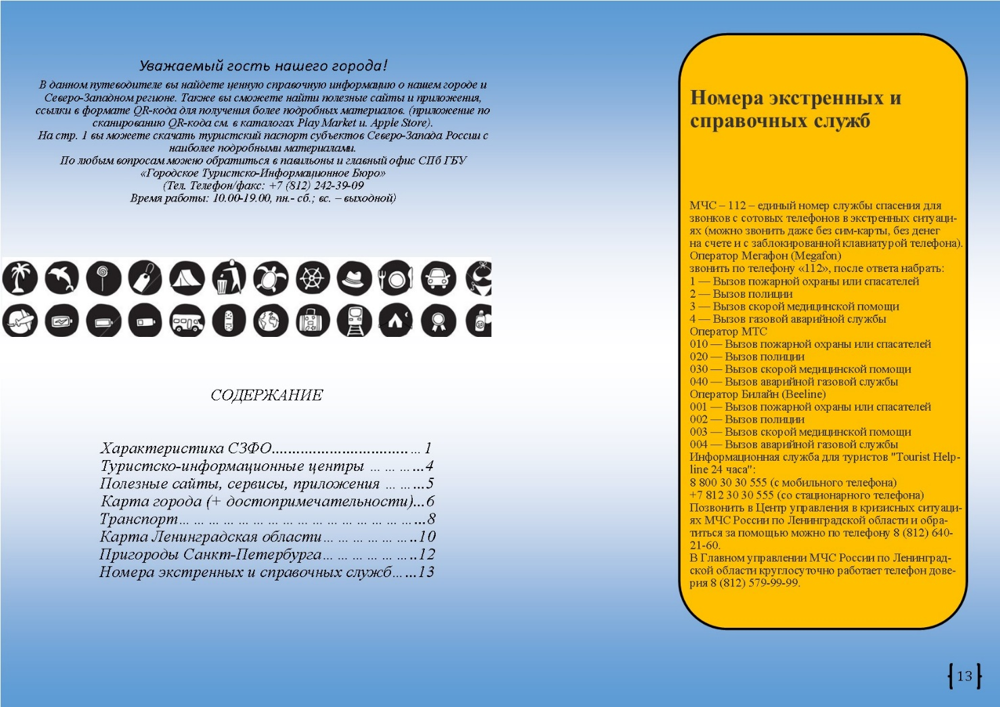 Уважаемый гость нашего города!
В данном путеводителе вы найдете ценную справочную информацию о нашем городе и
Северо-Западном регионе. Также вы сможете найти полезные сайты и приложения,
ссылки в формате QR-кода для получения более подробных материалов. (приложение по
сканированию QR-кода см. в каталогах Play Market и. Apple Store).
На стр. 1 вы можете скачать туристский паспорт субъектов Северо-Запада России с
наиболее подробными материалами.
По любым вопросам можно обратиться в павильоны и главный офис СПб ГБУ
«Городское Туристско-Информационное Бюро»
(Тел. Телефон/факс: +7 (812) 242-39-09
Время работы: 10.00-19.00, пн.- сб.; вс. – выходной)
СОДЕРЖАНИЕ
Характеристика СЗФО................................. … 1
Туристско-информационные центры … … … …...4
Полезные сайты, сервисы, приложения … … …...5
Карта города (+ достопримечательности)...6
Транспорт… … … … … … … … … … … … … … … … …...8
Карта Ленинградская области… … … … … … …..10
Пригороды Санкт-Петербурга… … … … … … …..12
Номера экстренных и справочных служб… …...13
Номера экстренных и
справочных служб
МЧС – 112 – единый номер службы спасения для
звонков с сотовых телефонов в экстренных ситуаци-
ях (можно звонить даже без сим-карты, без денег
на счете и с заблокированной клавиатурой телефона).
Оператор Мегафон (Megafon)
звонить по телефону «112», после ответа набрать:
1 — Вызов пожарной охраны или спасателей
2 — Вызов полиции
3 — Вызов скорой медицинской помощи
4 — Вызов газовой аварийной службы
Оператор МТС
010 — Вызов пожарной охраны или спасателей
020 — Вызов полиции
030 — Вызов скорой медицинской помощи
040 — Вызов аварийной газовой службы
Оператор Билайн (Beeline)
001 — Вызов пожарной охраны или спасателей
002 — Вызов полиции
003 — Вызов скорой медицинской помощи
004 — Вызов аварийной газовой службы
Информационная служба для туристов "Tourist Help-
line 24 часа":
8 800 30 30 555 (с мобильного телефона)
+7 812 30 30 555 (со стационарного телефона)
Позвонить в Центр управления в кризисных ситуаци-
ях МЧС России по Ленинградской области и обра-
титься за помощью можно по телефону 8 (812) 640-
21-60.
В Главном управлении МЧС России по Ленинград-
ской области круглосуточно работает телефон дове-
рия 8 (812) 579-99-99.
13